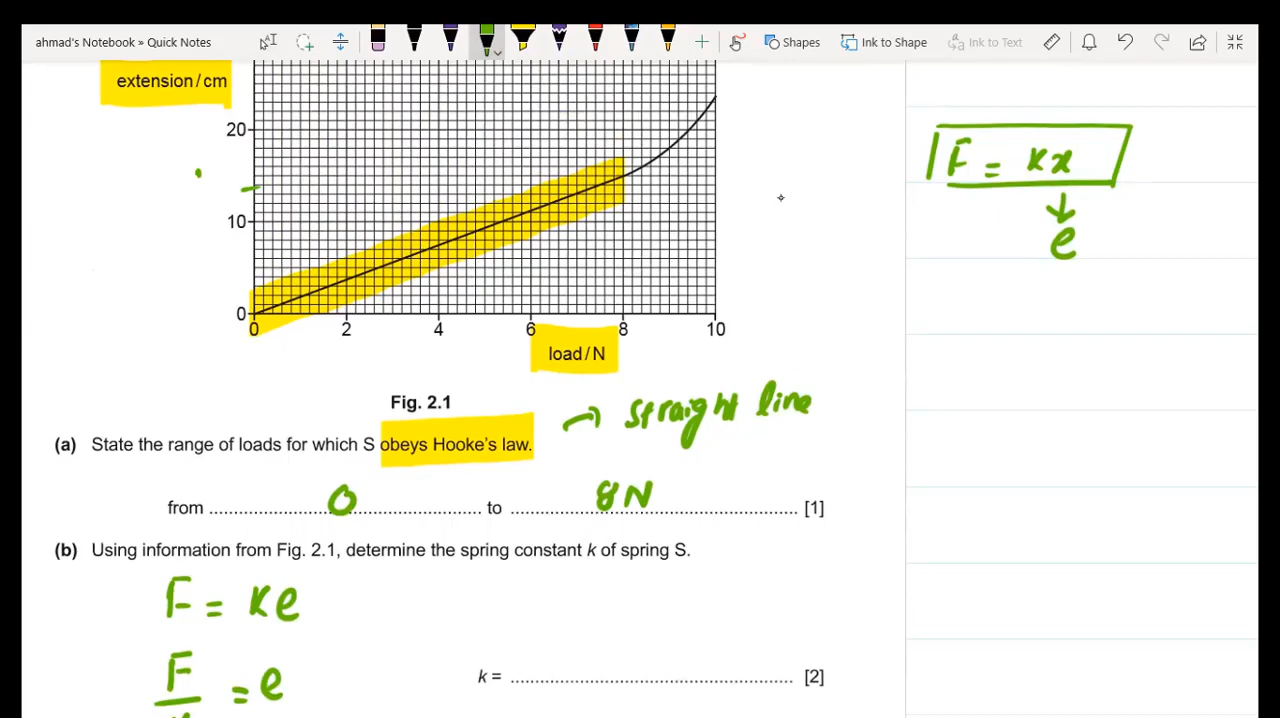 ahmad's Notebook » Quick Notes
Shapes
Ink to Shape
Ink to Text
extension / cm
20
10
0
0 2 4 6 8 10
load / N
F = kx
e
Fig. 2.1
→ straight line
(a) State the range of loads for which S obeys Hooke's law.
from ........ 0 ........ to ........ 8N ........ [1]
(b) Using information from Fig. 2.1, determine the spring constant k of spring S.
F = ke
F = e
k = ................ [2]